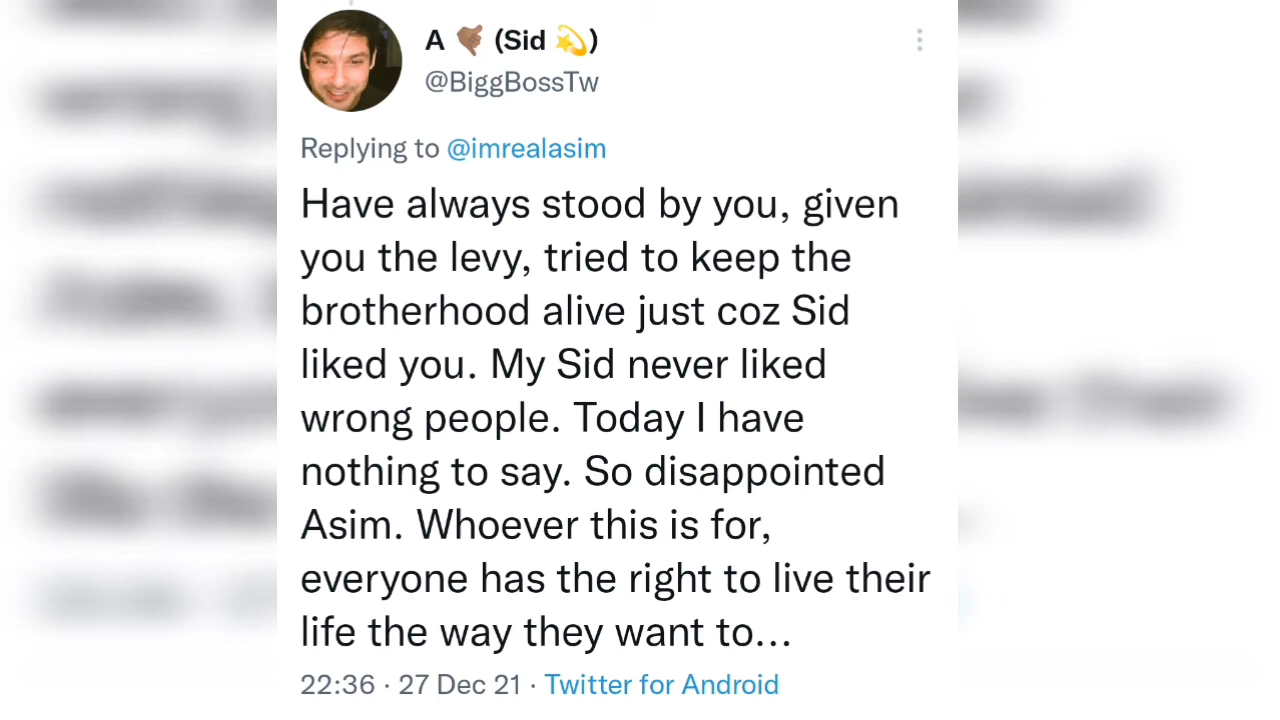 A 🤙🏽 (Sid 💫)
@BiggBossTw
Replying to @imrealasim
Have always stood by you, given
you the levy, tried to keep the
brotherhood alive just coz Sid
liked you. My Sid never liked
wrong people. Today I have
nothing to say. So disappointed
Asim. Whoever this is for,
everyone has the right to live their
life the way they want to...
22:36 · 27 Dec 21 · Twitter for Android